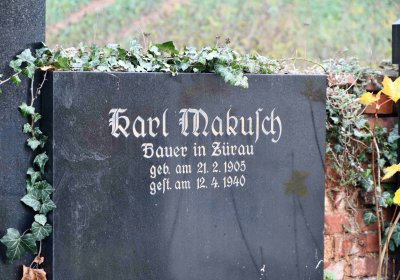 Karl Makuſch
Bauer in Zürau
geb. am 21. 2. 1905
geſt. am 12. 4. 1940